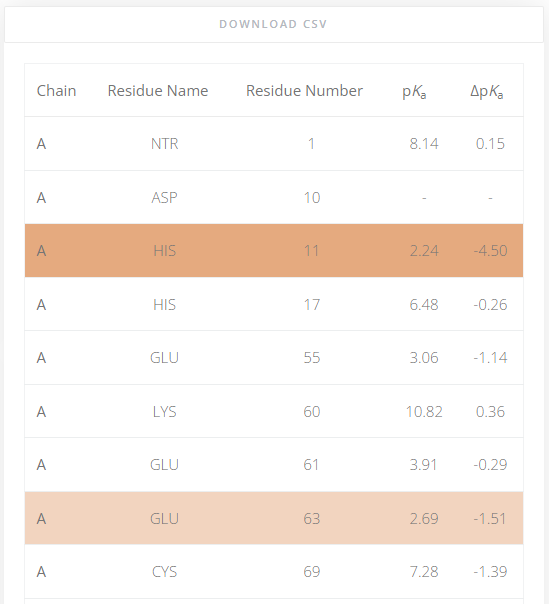 DOWNLOAD CSV
Chain Residue Name Residue Number pKa ΔpKa
A NTR 1 8.14 0.15
A ASP 10 - -
A HIS 11 2.24 -4.50
A HIS 17 6.48 -0.26
A GLU 55 3.06 -1.14
A LYS 60 10.82 0.36
A GLU 61 3.91 -0.29
A GLU 63 2.69 -1.51
A CYS 69 7.28 -1.39